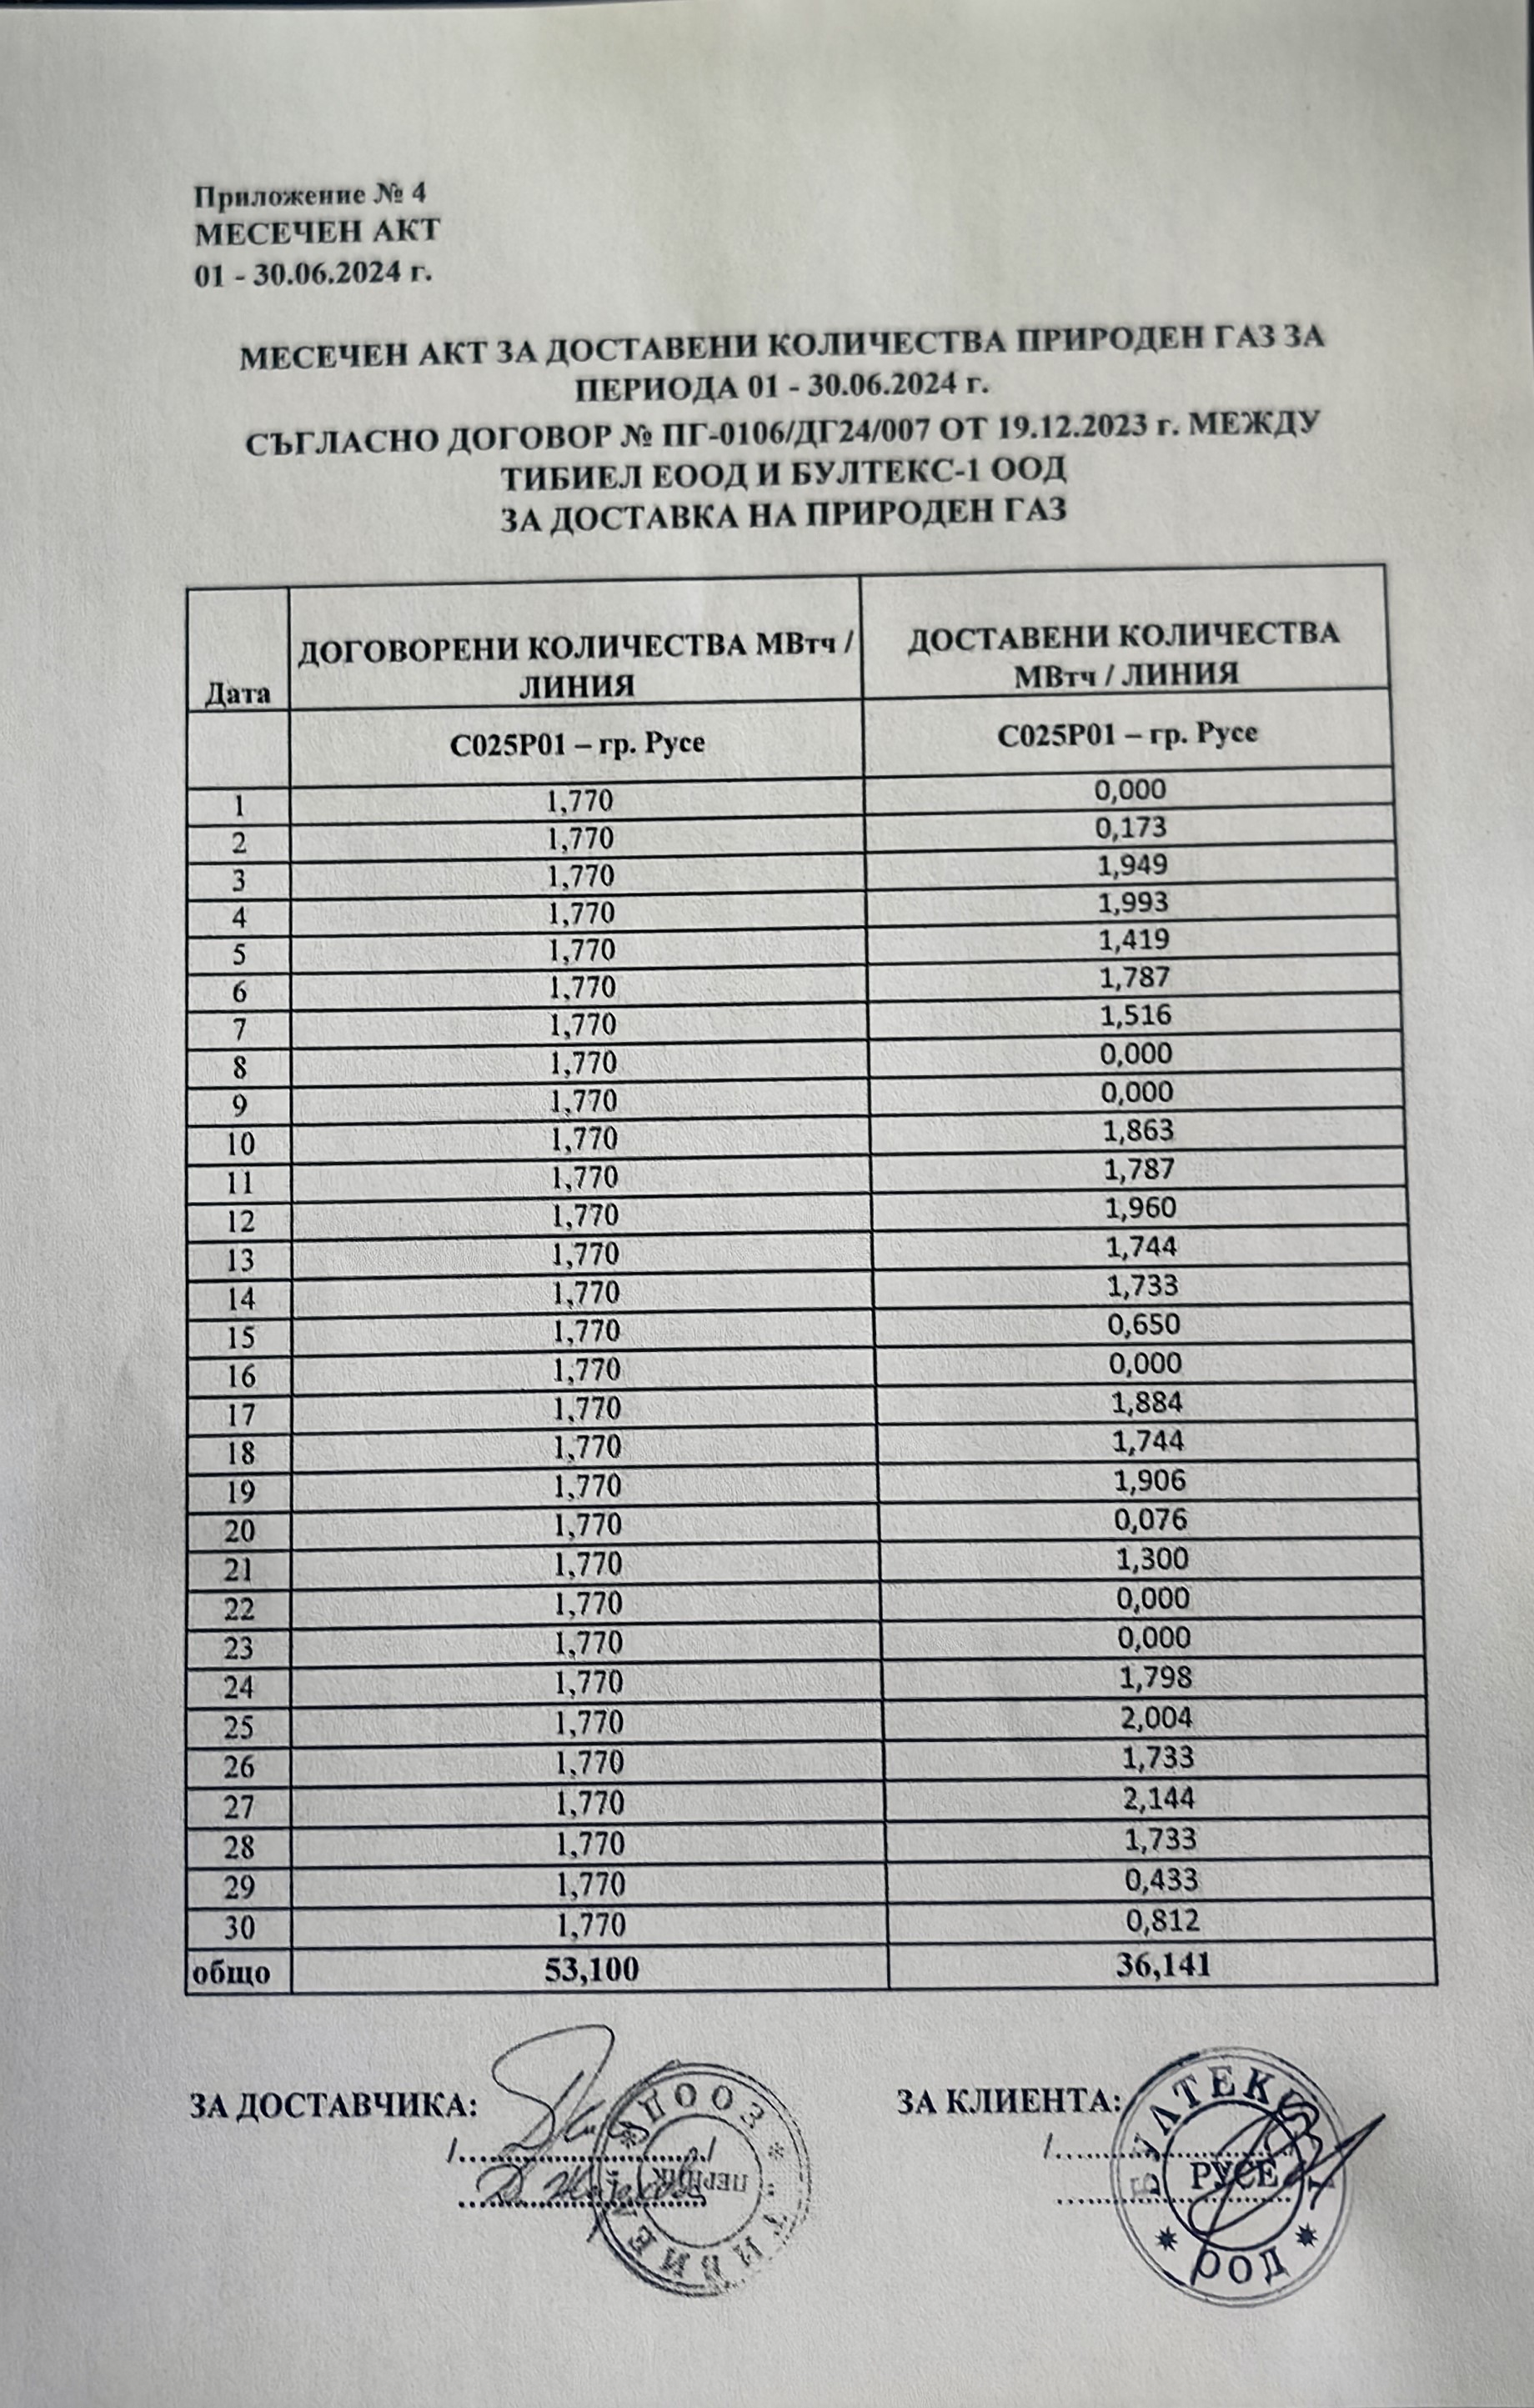 Приложение № 4
МЕСЕЧЕН АКТ
01 - 30.06.2024 г.
МЕСЕЧЕН АКТ ЗА ДОСТАВЕНИ КОЛИЧЕСТВА ПРИРОДЕН ГАЗ ЗА
ПЕРИОДА 01 - 30.06.2024 г.
СЪГЛАСНО ДОГОВОР № ПГ-0106/ДГ24/007 ОТ 19.12.2023 г. МЕЖДУ
ТИБИЕЛ ЕООД И БУЛТЕКС-1 ООД
ЗА ДОСТАВКА НА ПРИРОДЕН ГАЗ
Дата ДОГОВОРЕНИ КОЛИЧЕСТВА МВтч / ЛИНИЯ ДОСТАВЕНИ КОЛИЧЕСТВА МВтч / ЛИНИЯ
С025Р01 – гр. Русе С025Р01 – гр. Русе
1 1,770 0,000
2 1,770 0,173
3 1,770 1,949
4 1,770 1,993
5 1,770 1,419
6 1,770 1,787
7 1,770 1,516
8 1,770 0,000
9 1,770 0,000
10 1,770 1,863
11 1,770 1,787
12 1,770 1,960
13 1,770 1,744
14 1,770 1,733
15 1,770 0,650
16 1,770 0,000
17 1,770 1,884
18 1,770 1,744
19 1,770 1,906
20 1,770 0,076
21 1,770 1,300
22 1,770 0,000
23 1,770 0,000
24 1,770 1,798
25 1,770 2,004
26 1,770 1,733
27 1,770 2,144
28 1,770 1,733
29 1,770 0,433
30 1,770 0,812
общо 53,100 36,141
ЗА ДОСТАВЧИКА: ЗА КЛИЕНТА:
ПЕРНИК
РУСЕ
ООД